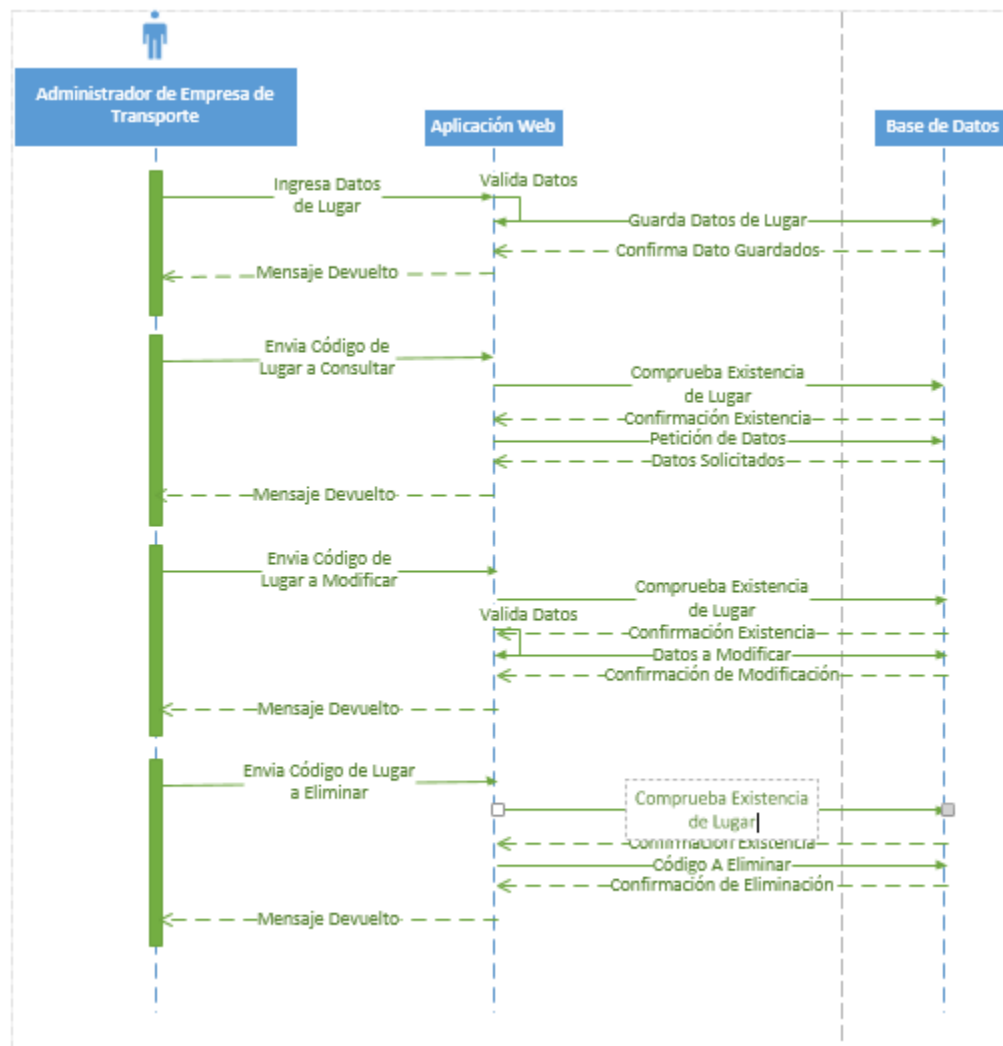 Administrador de Empresa de
Transporte
Aplicación Web
Base de Datos
Ingresa Datos
de Lugar
Valida Datos
Guarda Datos de Lugar
Confirma Dato Guardados
Mensaje Devuelto
Envia Código de
Lugar a Consultar
Comprueba Existencia
de Lugar
Confirmación Existencia
Petición de Datos
Datos Solicitados
Mensaje Devuelto
Envia Código de
Lugar a Modificar
Comprueba Existencia
de Lugar
Valida Datos
Confirmación Existencia
Datos a Modificar
Confirmación de Modificación
Mensaje Devuelto
Envia Código de Lugar
a Eliminar
Comprueba Existencia
de Lugar
Confirmación Existencia
Código A Eliminar
Confirmación de Eliminación
Mensaje Devuelto